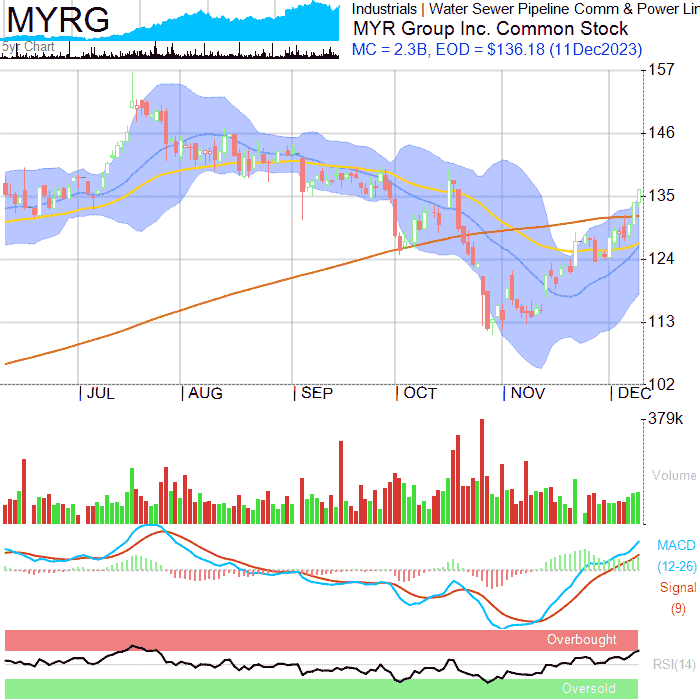 MYRG
5yr Chart
Industrials | Water Sewer Pipeline Comm & Power Lin
MYR Group Inc. Common Stock
MC = 2.3B, EOD = $136.18 (11Dec2023)
157
146
135
124
113
102
| JUL | AUG | SEP | OCT | NOV | DEC
379k
Volume
MACD
(12-26)
Signal
(9)
Overbought
RSI(14)
Oversold